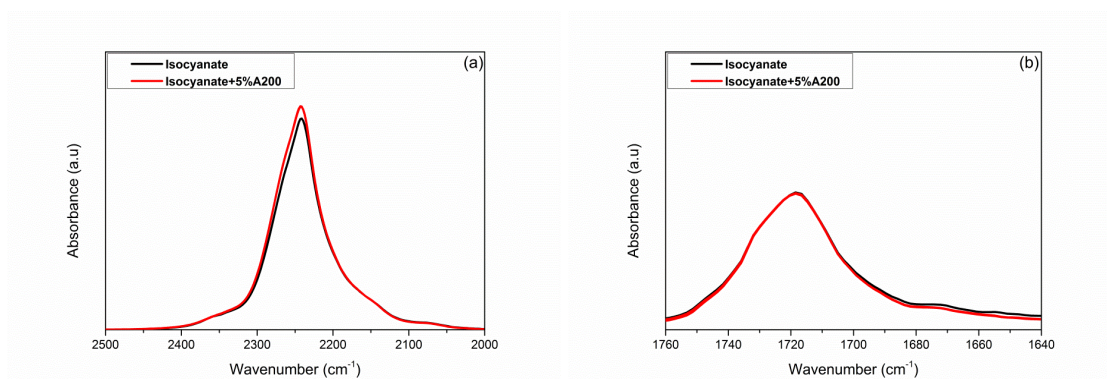 Isocyanate
Isocyanate+5%A200
(a)
Absorbance (a.u)
2500 2400 2300 2200 2100 2000
Wavenumber (cm⁻¹)
Isocyanate
Isocyanate+5%A200
(b)
Absorbance (a.u)
1760 1740 1720 1700 1680 1660 1640
Wavenumber (cm⁻¹)